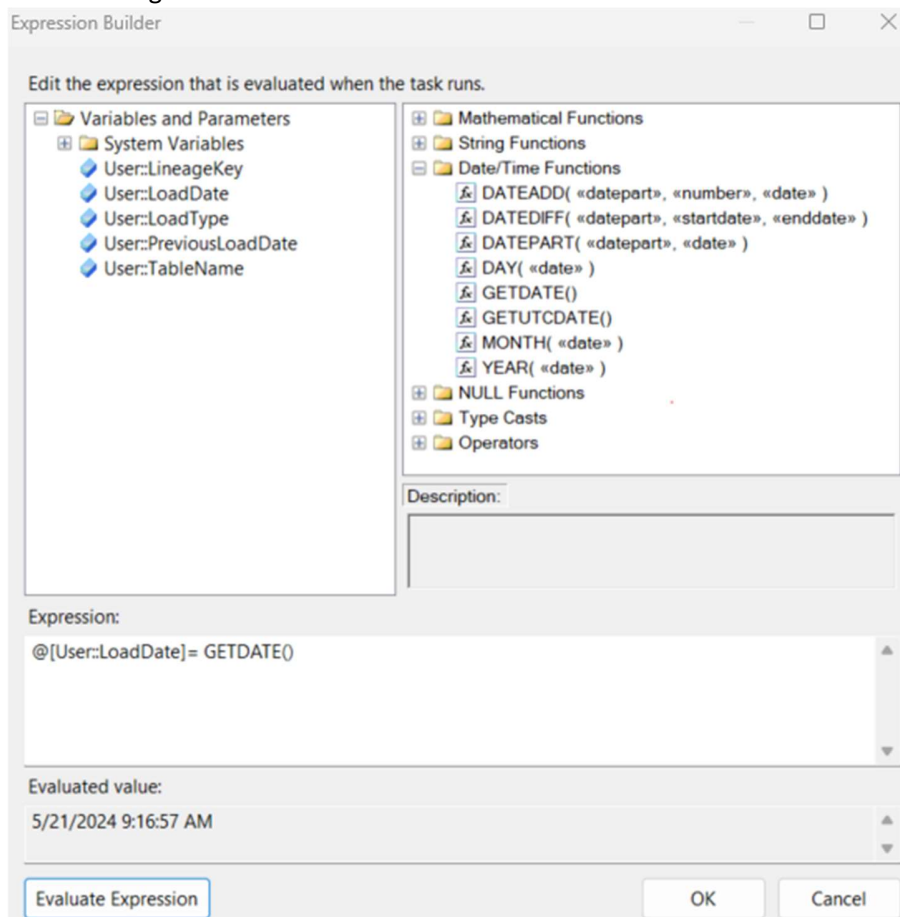 Expression Builder
Edit the expression that is evaluated when the task runs.
Variables and Parameters
System Variables
User::LineageKey
User::LoadDate
User::LoadType
User::PreviousLoadDate
User::TableName
Mathematical Functions
String Functions
Date/Time Functions
DATEADD( «datepart», «number», «date» )
DATEDIFF( «datepart», «startdate», «enddate» )
DATEPART( «datepart», «date» )
DAY( «date» )
GETDATE()
GETUTCDATE()
MONTH( «date» )
YEAR( «date» )
NULL Functions
Type Casts
Operators
Description:
Expression:
@[User::LoadDate]= GETDATE()
Evaluated value:
5/21/2024 9:16:57 AM
Evaluate Expression
OK
Cancel